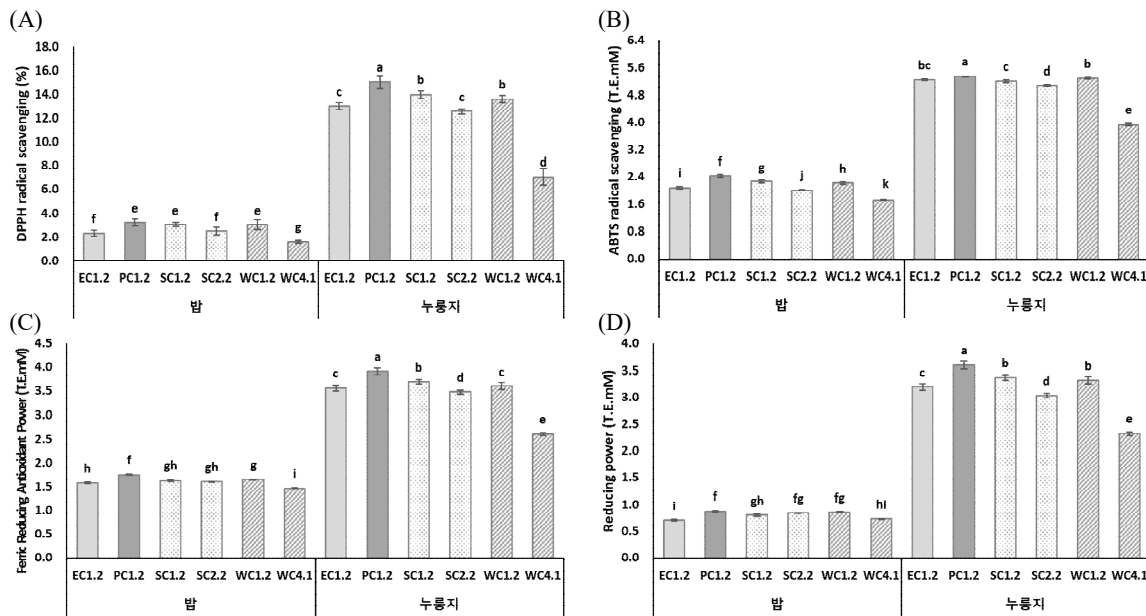 (A)
DPPH radical scavenging (%)
18.0
16.0
14.0
12.0
10.0
8.0
6.0
4.0
2.0
0.0
f e e f e g c a b c b d
EC1.2 PC1.2 SC1.2 SC2.2 WC1.2 WC4.1 EC1.2 PC1.2 SC1.2 SC2.2 WC1.2 WC4.1
밥 누룽지
(B)
ABTS radical scavenging (T.E.mM)
6.4
5.6
4.8
4.0
3.2
2.4
1.6
0.8
0.0
i f g j h k bc a c d b e
EC1.2 PC1.2 SC1.2 SC2.2 WC1.2 WC4.1 EC1.2 PC1.2 SC1.2 SC2.2 WC1.2 WC4.1
밥 누룽지
(C)
Ferric Reducing Antioxidant Power (T.E.mM)
4.5
4.0
3.5
3.0
2.5
2.0
1.5
1.0
0.5
0.0
h f gh gh g i c a b d c e
EC1.2 PC1.2 SC1.2 SC2.2 WC1.2 WC4.1 EC1.2 PC1.2 SC1.2 SC2.2 WC1.2 WC4.1
밥 누룽지
(D)
Reducing power (T.E.mM)
4.0
3.5
3.0
2.5
2.0
1.5
1.0
0.5
0.0
i f gh fg fg hI c a b d b e
EC1.2 PC1.2 SC1.2 SC2.2 WC1.2 WC4.1 EC1.2 PC1.2 SC1.2 SC2.2 WC1.2 WC4.1
밥 누룽지